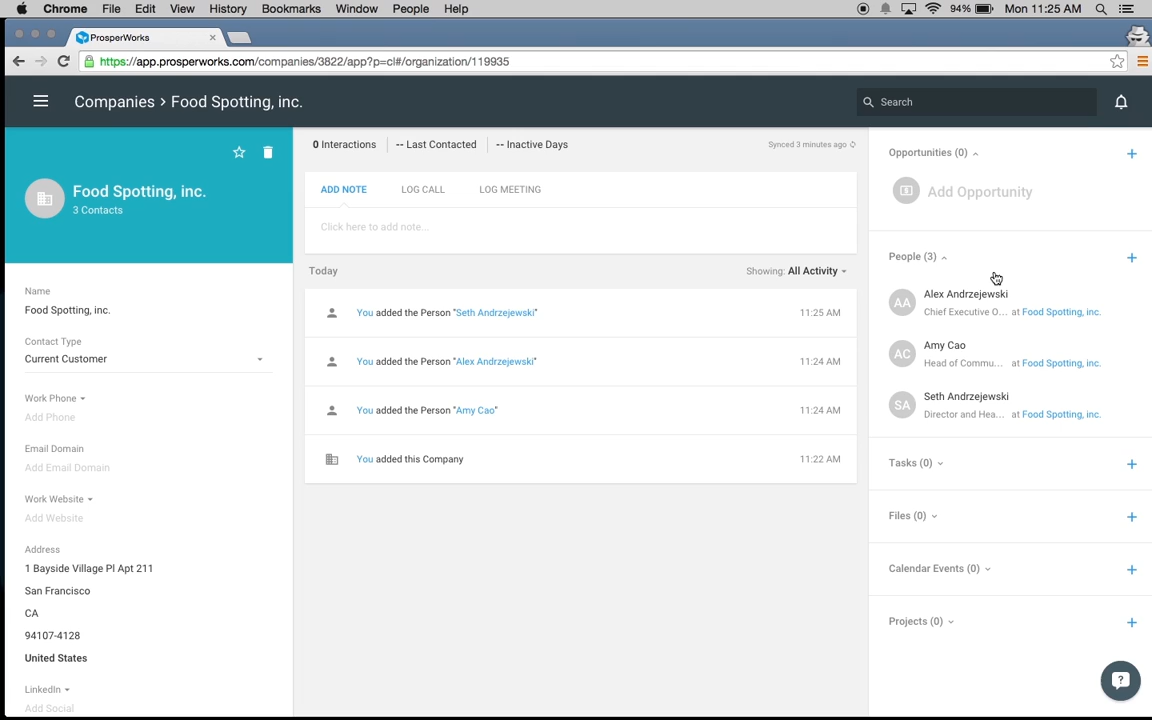 Chrome File Edit View History Bookmarks Window People Help 94% Mon 11:25 AM
ProsperWorks
https://app.prosperworks.com/companies/3822/app?p=cl#/organization/119935
Companies > Food Spotting, inc.
Search
Food Spotting, inc.
3 Contacts
Name
Food Spotting, inc.
Contact Type
Current Customer
Work Phone
Add Phone
Email Domain
Add Email Domain
Work Website
Add Website
Address
1 Bayside Village Pl Apt 211
San Francisco
CA
94107-4128
United States
LinkedIn
Add Social
0 Interactions -- Last Contacted -- Inactive Days Synced 3 minutes ago
ADD NOTE LOG CALL LOG MEETING
Click here to add note...
Today Showing: All Activity
You added the Person "Seth Andrzejewski" 11:25 AM
You added the Person "Alex Andrzejewski" 11:24 AM
You added the Person "Amy Cao" 11:24 AM
You added this Company 11:22 AM
Opportunities (0)
Add Opportunity
People (3)
AA Alex Andrzejewski
Chief Executive O... at Food Spotting, inc.
AC Amy Cao
Head of Commu... at Food Spotting, inc.
SA Seth Andrzejewski
Director and Hea... at Food Spotting, inc.
Tasks (0)
Files (0)
Calendar Events (0)
Projects (0)